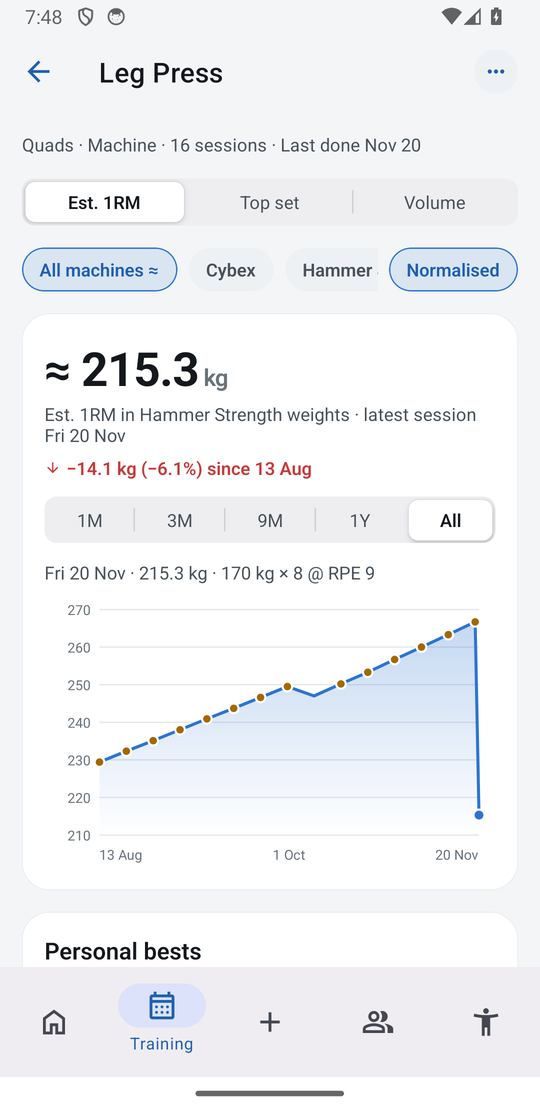 7:48
Leg Press
Quads · Machine · 16 sessions · Last done Nov 20
Est. 1RM
Top set
Volume
All machines ≈
Cybex
Hammer
Normalised
≈ 215.3 kg
Est. 1RM in Hammer Strength weights · latest session
Fri 20 Nov
↓ −14.1 kg (−6.1%) since 13 Aug
1M
3M
9M
1Y
All
Fri 20 Nov · 215.3 kg · 170 kg × 8 @ RPE 9
270
260
250
240
230
220
210
13 Aug
1 Oct
20 Nov
Personal bests
Training